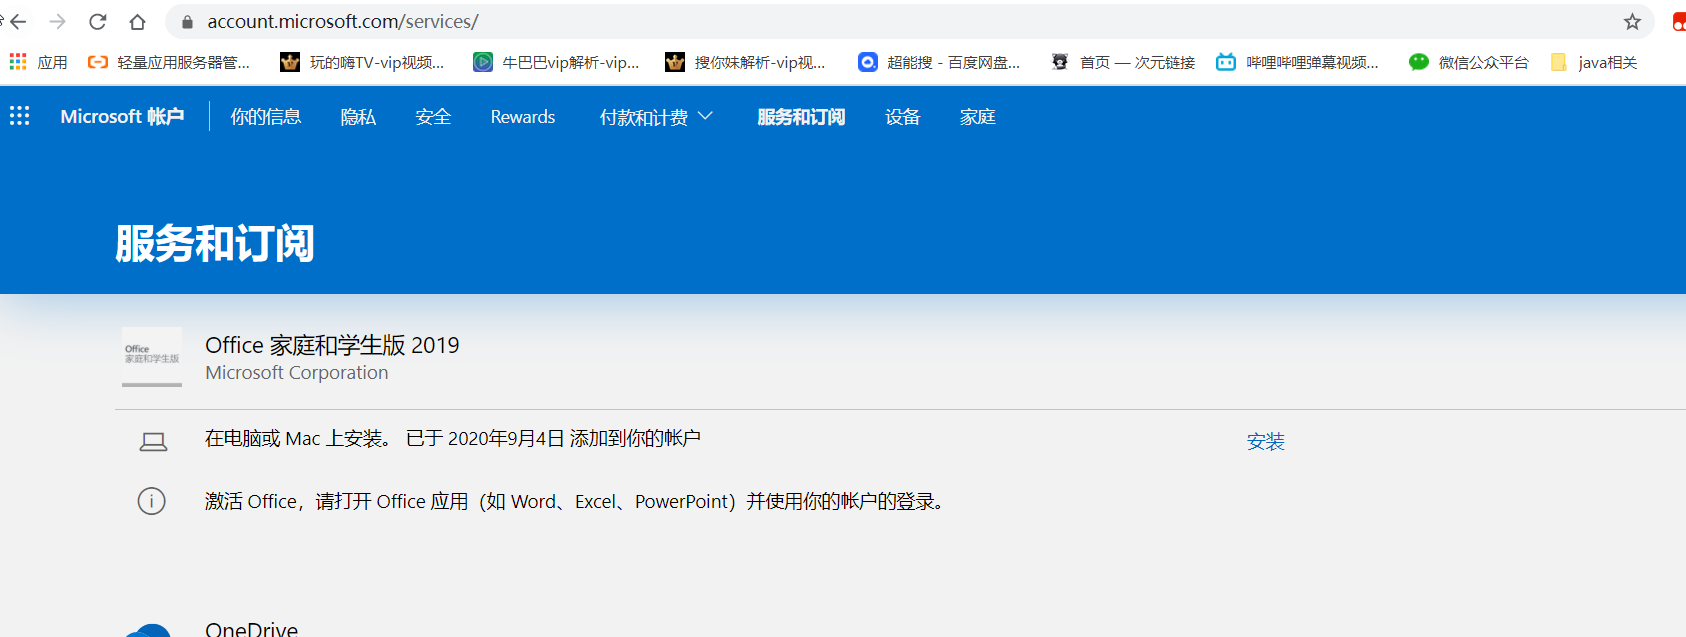 account.microsoft.com/services/
应用 轻量应用服务器管... 玩的嗨TV-vip视频... 牛巴巴vip解析-vip... 搜你妹解析-vip视... 超能搜 - 百度网盘... 首页 — 次元链接 哔哩哔哩弹幕视频... 微信公众平台 java相关
Microsoft 帐户 你的信息 隐私 安全 Rewards 付款和计费 服务和订阅 设备 家庭
服务和订阅
Office
家庭和学生版
Office 家庭和学生版 2019
Microsoft Corporation
在电脑或 Mac 上安装。 已于 2020年9月4日 添加到你的帐户 安装
激活 Office，请打开 Office 应用（如 Word、Excel、PowerPoint）并使用你的帐户的登录。
OneDrive